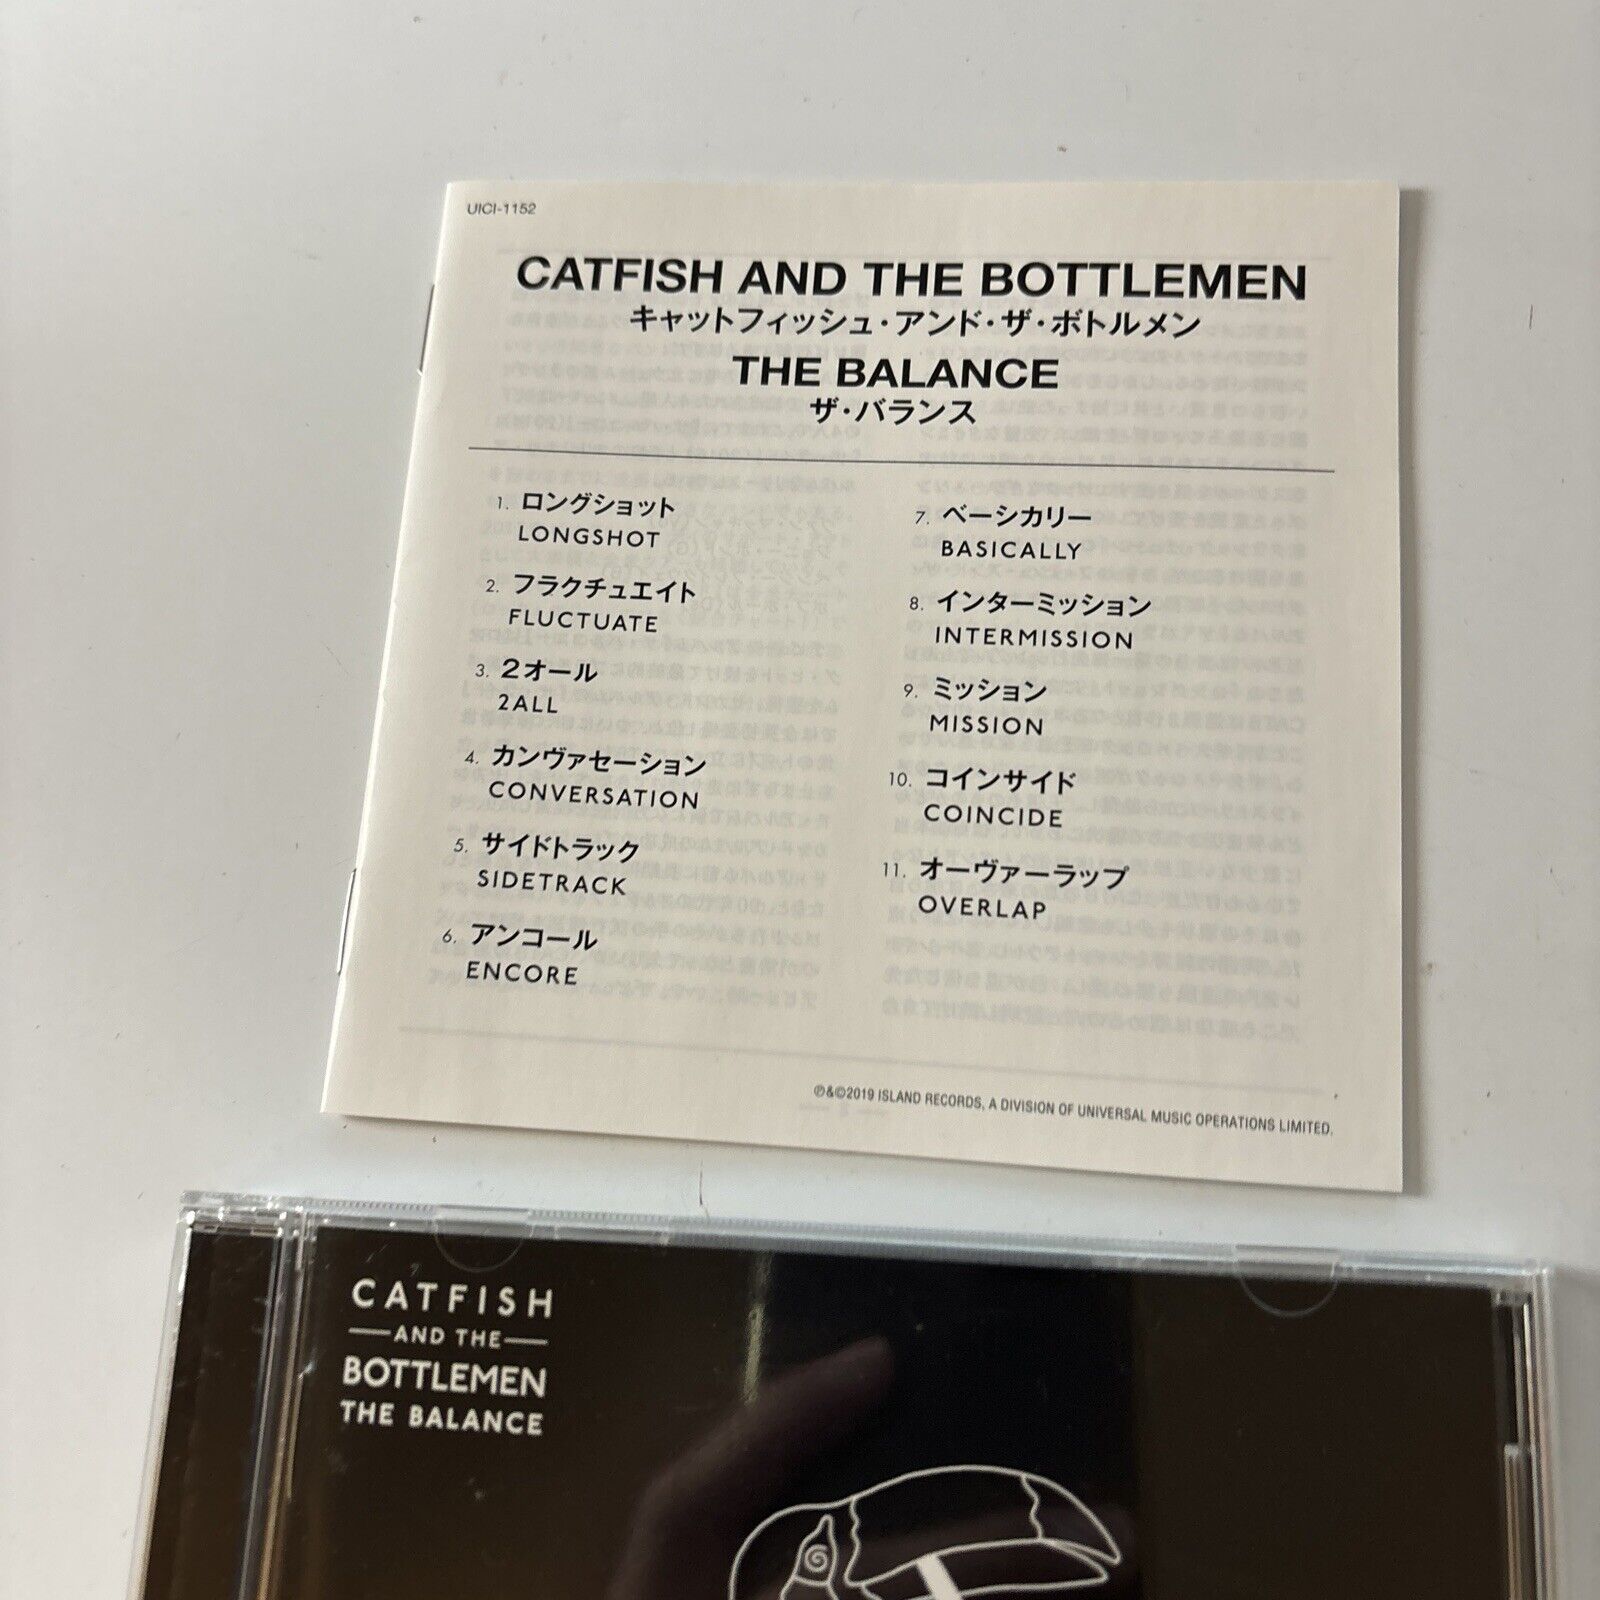 UICI-1152
CATFISH AND THE BOTTLEMEN
キャットフィッシュ・アンド・ザ・ボトルメン
THE BALANCE
ザ・バランス
1. ロングショット
LONGSHOT
2. フラクチュエイト
FLUCTUATE
3. 2オール
2ALL
4. カンヴァセーション
CONVERSATION
5. サイドトラック
SIDETRACK
6. アンコール
ENCORE
7. ベーシカリー
BASICALLY
8. インターミッション
INTERMISSION
9. ミッション
MISSION
10. コインサイド
COINCIDE
11. オーヴァーラップ
OVERLAP
℗&©2019 ISLAND RECORDS, A DIVISION OF UNIVERSAL MUSIC OPERATIONS LIMITED.
CATFISH
AND THE
BOTTLEMEN
THE BALANCE